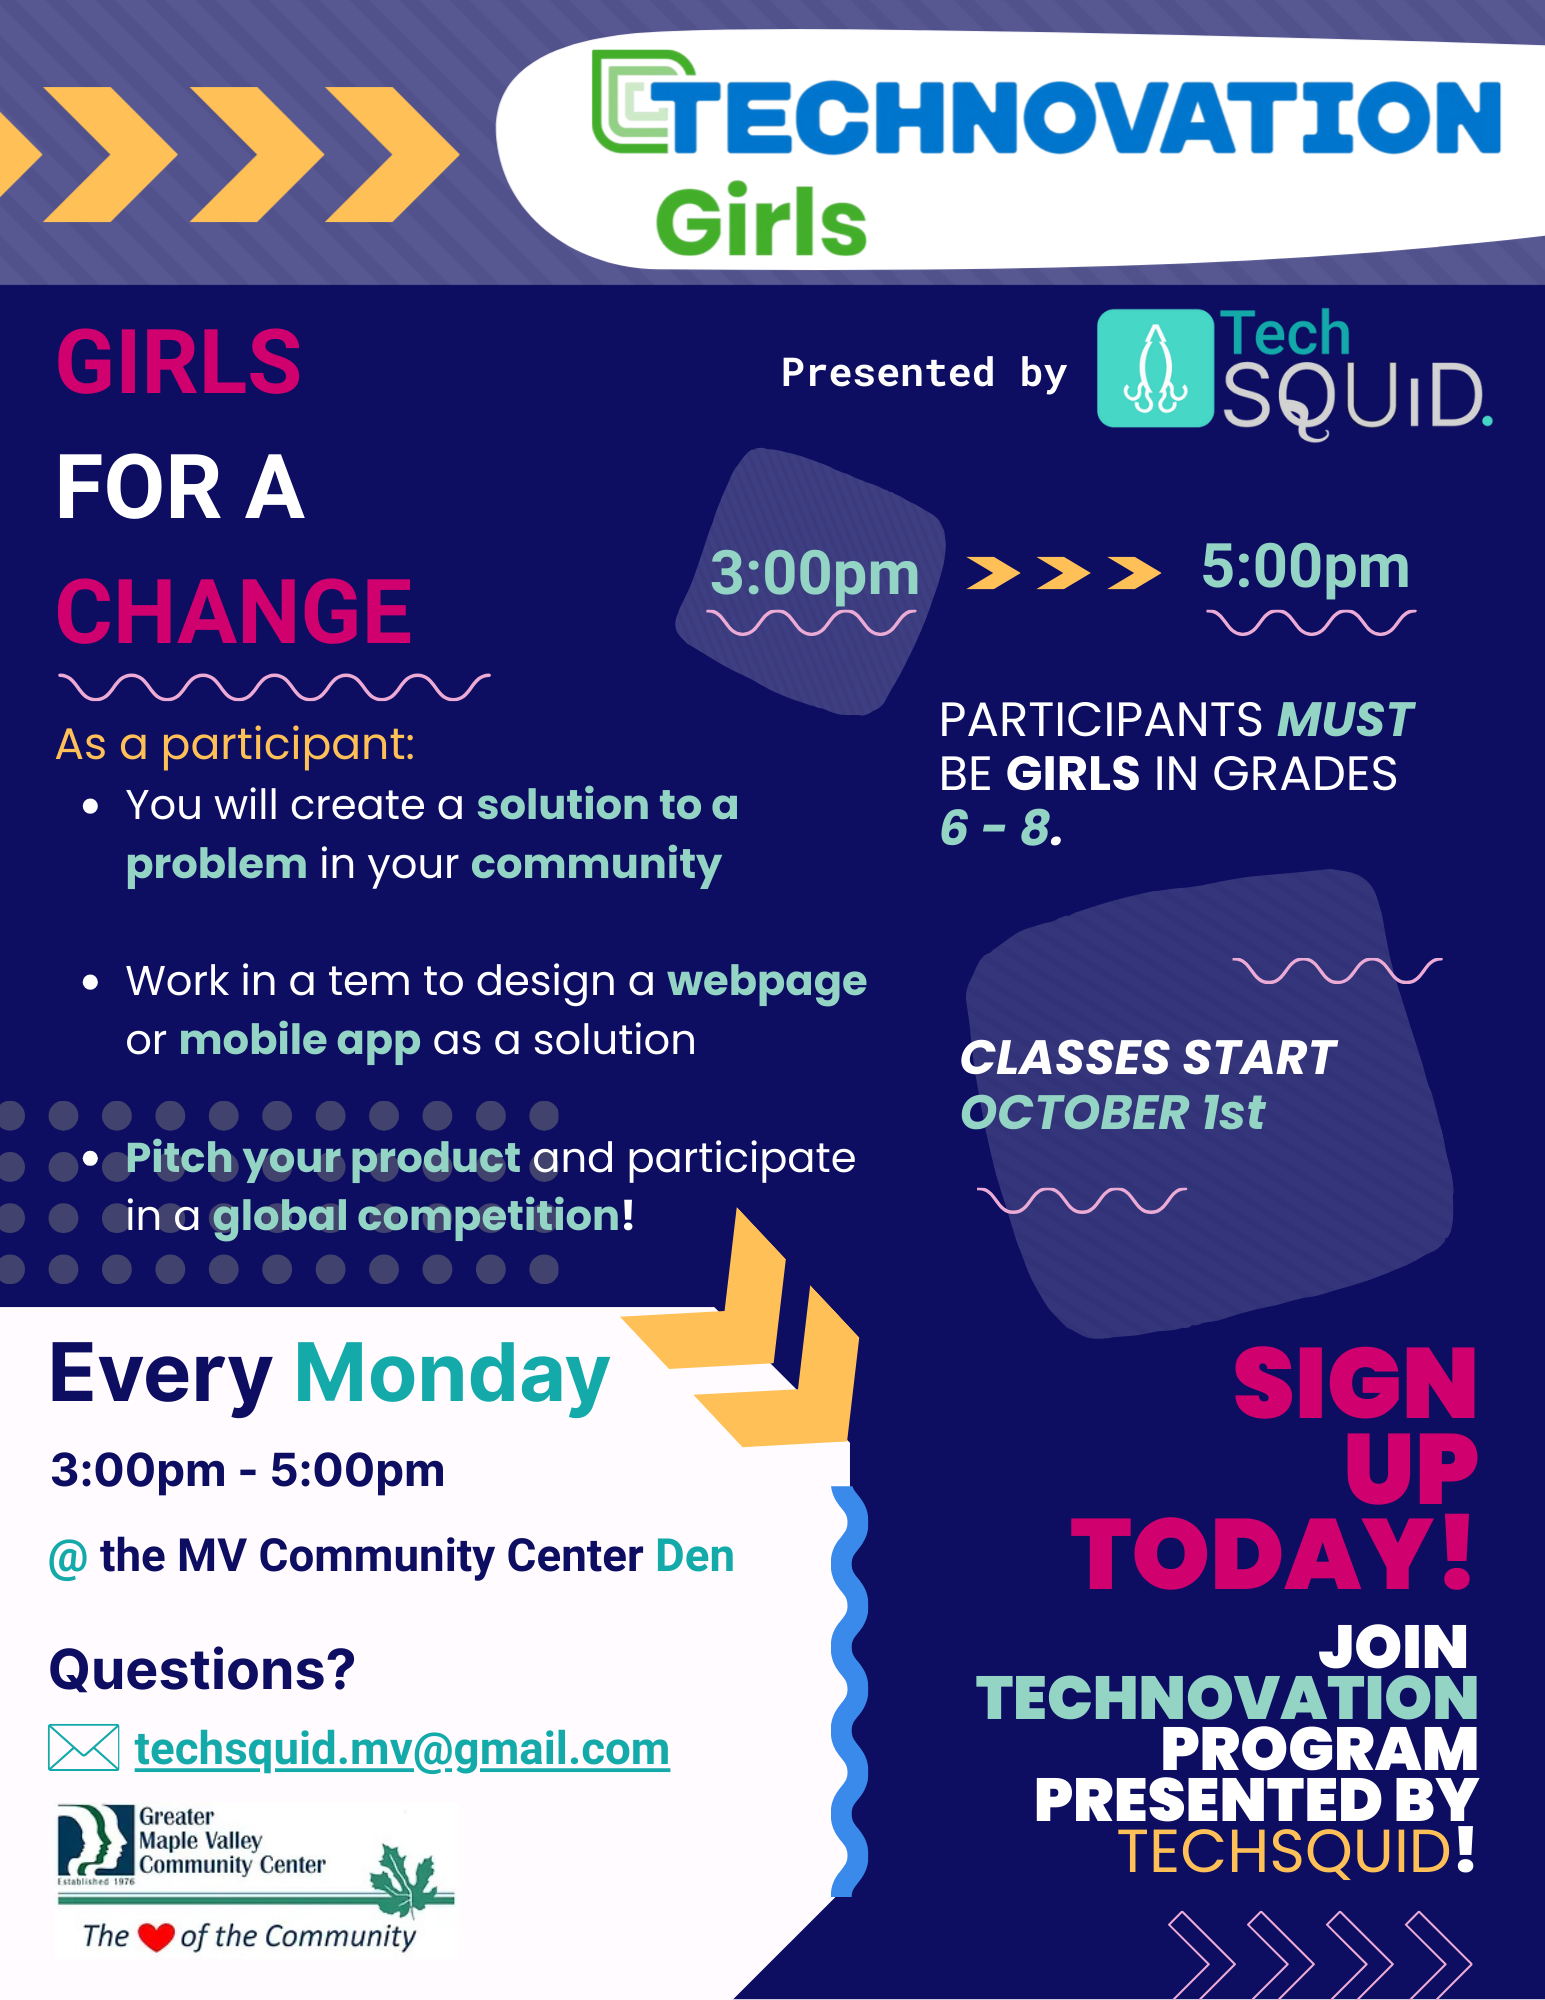 TECHNOVATION
Girls
GIRLS
FOR A
CHANGE
Presented by
Tech
SQUiD.
3:00pm
5:00pm
As a participant:
You will create a solution to a
problem in your community
Work in a tem to design a webpage
or mobile app as a solution
Pitch your product and participate
in a global competition!
PARTICIPANTS MUST
BE GIRLS IN GRADES
6 - 8.
CLASSES START
OCTOBER 1st
Every Monday
3:00pm - 5:00pm
@ the MV Community Center Den
Questions?
techsquid.mv@gmail.com
Greater
Maple Valley
Community Center
Established 1976
The of the Community
SIGN
UP
TODAY!
JOIN
TECHNOVATION
PROGRAM
PRESENTED BY
TECHSQUID!